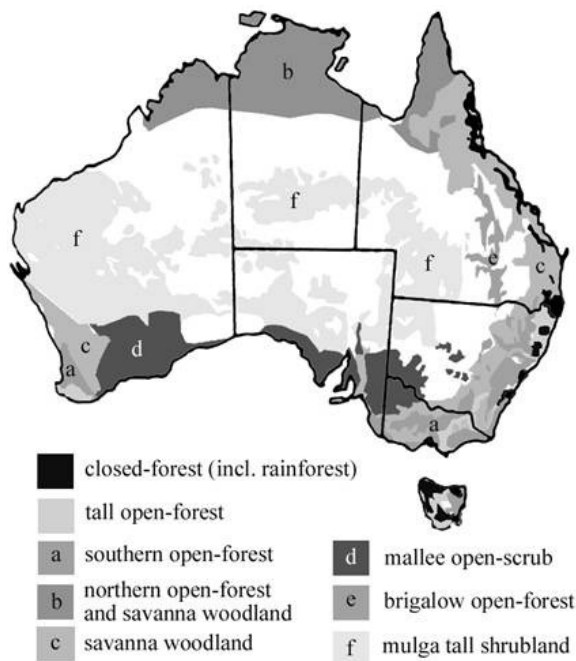 b
f
f
f
e
c
c
a
d
a
closed-forest (incl. rainforest)
tall open-forest
a southern open-forest
b northern open-forest
and savanna woodland
c savanna woodland
d mallee open-scrub
e brigalow open-forest
f mulga tall shrubland